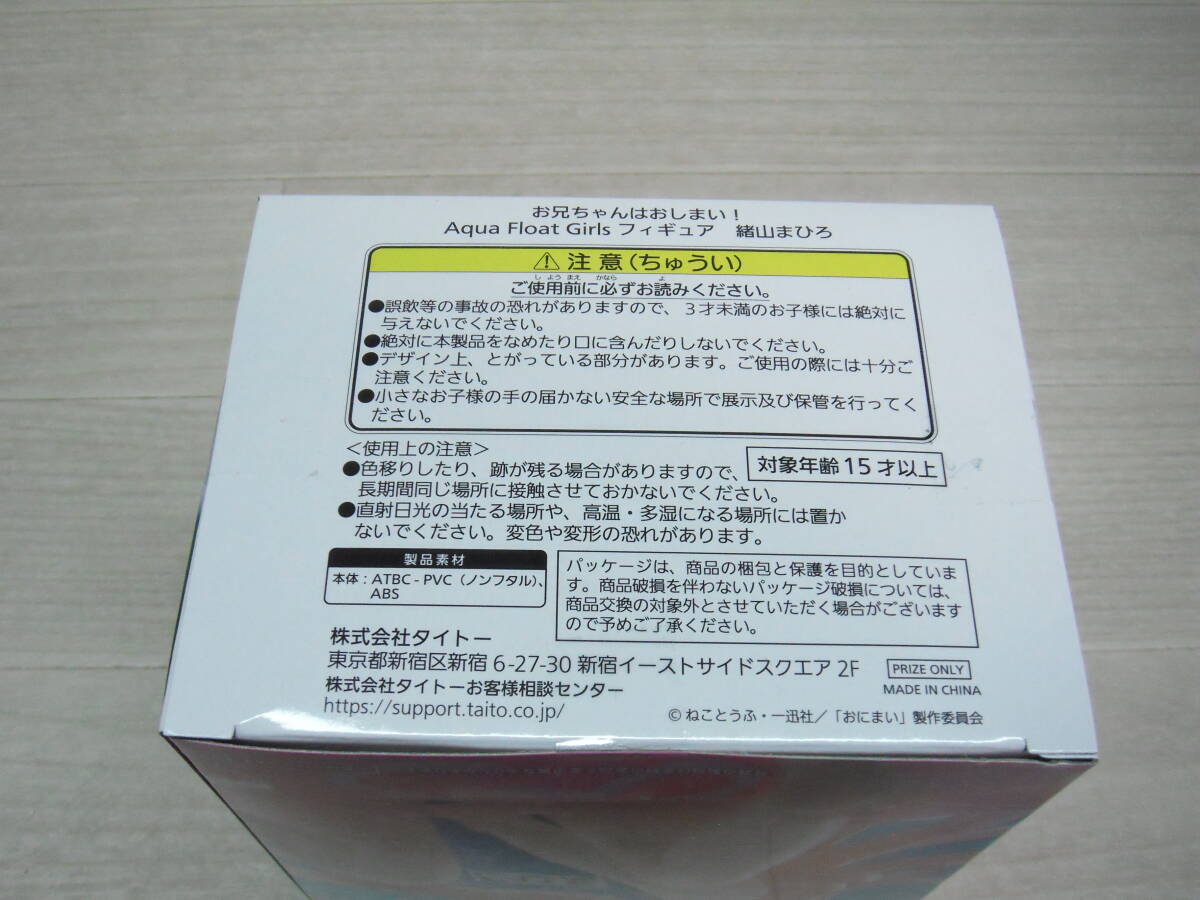 お兄ちゃんはおしまい！
Aqua Float Girls フィギュア　緒山まひろ
⚠ 注 意（ちゅうい）
し よう まえ かなら よ
ご使用前に必ずお読みください。
●誤飲等の事故の恐れがありますので、３才未満のお子様には絶対に
与えないでください。
●絶対に本製品をなめたり口に含んだりしないでください。
●デザイン上、とがっている部分があります。ご使用の際には十分ご
注意ください。
●小さなお子様の手の届かない安全な場所で展示及び保管を行ってく
ださい。
＜使用上の注意＞
●色移りしたり、跡が残る場合がありますので、
長期間同じ場所に接触させておかないでください。
対象年齢 15 才以上
●直射日光の当たる場所や、高温・多湿になる場所には置か
ないでください。変色や変形の恐れがあります。
製品素材
本体：ATBC - PVC（ノンフタル）、
ABS
パッケージは、商品の梱包と保護を目的としていま
す。商品破損を伴わないパッケージ破損については、
商品交換の対象外とさせていただく場合がございます
ので予めご了承ください。
株式会社タイトー
東京都新宿区新宿 6-27-30 新宿イーストサイドスクエア 2F
株式会社タイトーお客様相談センター
https://support.taito.co.jp/
PRIZE ONLY
MADE IN CHINA
© ねことうふ・一迅社／「おにまい」製作委員会